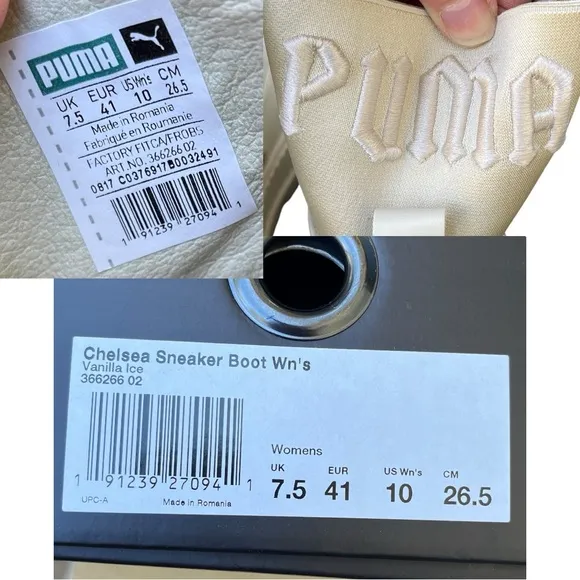 PUMA
UK EUR US Wn's CM
7.5 41 10 26.5
Made in Romania
Fabriqué en Roumanie
FACTORY FITCA/FROBS
ART NO. 366266 02
0817 C0376917B0032491
1 91239 27094 1
PUMA
Chelsea Sneaker Boot Wn's
Vanilla Ice
366266 02
1 91239 27094 1
UPC-A Made in Romania
Womens
UK EUR US Wn's CM
7.5 41 10 26.5